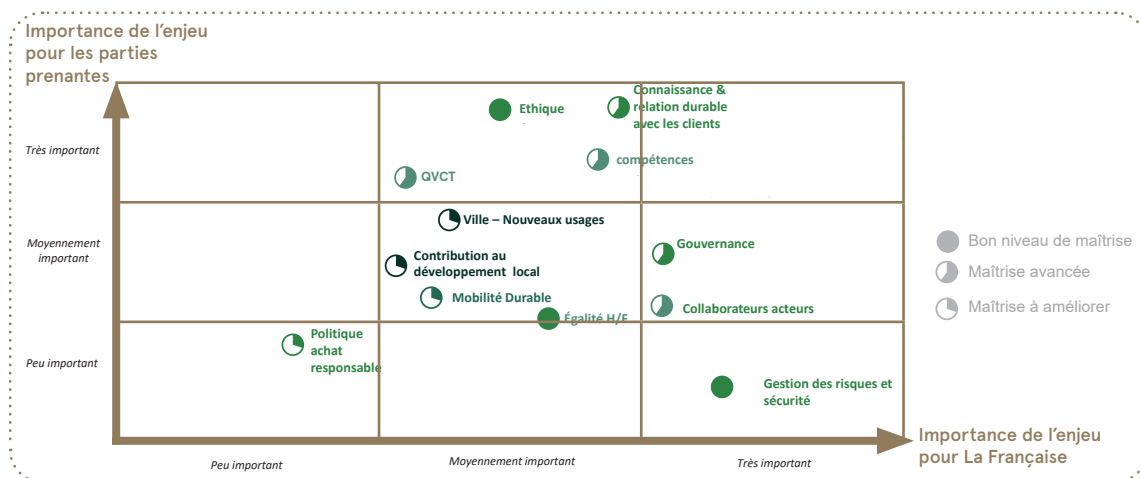 Importance de l’enjeu
pour les parties
prenantes
Très important
Moyennement
important
Peu important
Ethique
Connaissance &
relation durable
avec les clients
compétences
QVCT
Ville – Nouveaux usages
Contribution au
développement local
Mobilité Durable
Égalité H/F
Gouvernance
Collaborateurs acteurs
Politique
achat
responsable
Gestion des risques et
sécurité
Bon niveau de maîtrise
Maîtrise avancée
Maîtrise à améliorer
Peu important
Moyennement important
Très important
Importance de l’enjeu
pour La Française